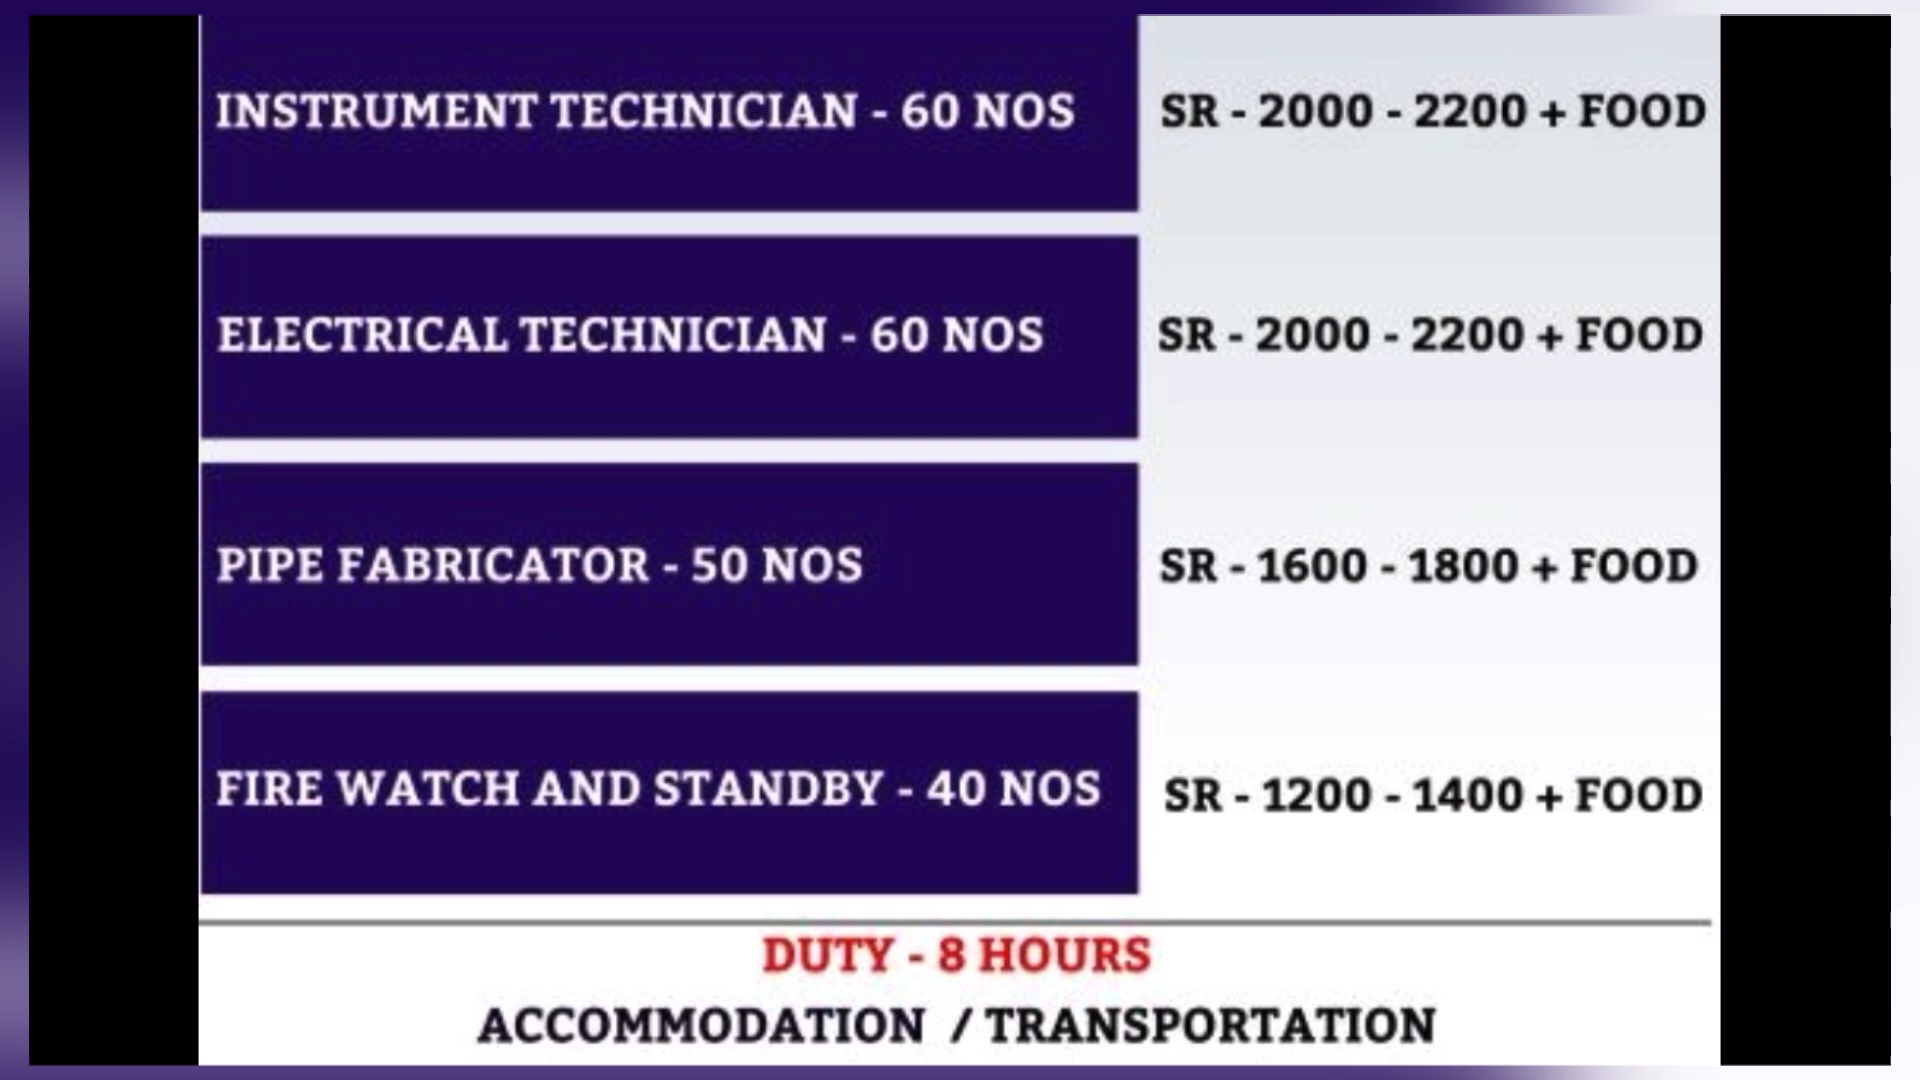 INSTRUMENT TECHNICIAN - 60 NOS SR - 2000 - 2200 + FOOD
ELECTRICAL TECHNICIAN - 60 NOS SR - 2000 - 2200 + FOOD
PIPE FABRICATOR - 50 NOS SR - 1600 - 1800 + FOOD
FIRE WATCH AND STANDBY - 40 NOS SR - 1200 - 1400 + FOOD
DUTY - 8 HOURS
ACCOMMODATION / TRANSPORTATION